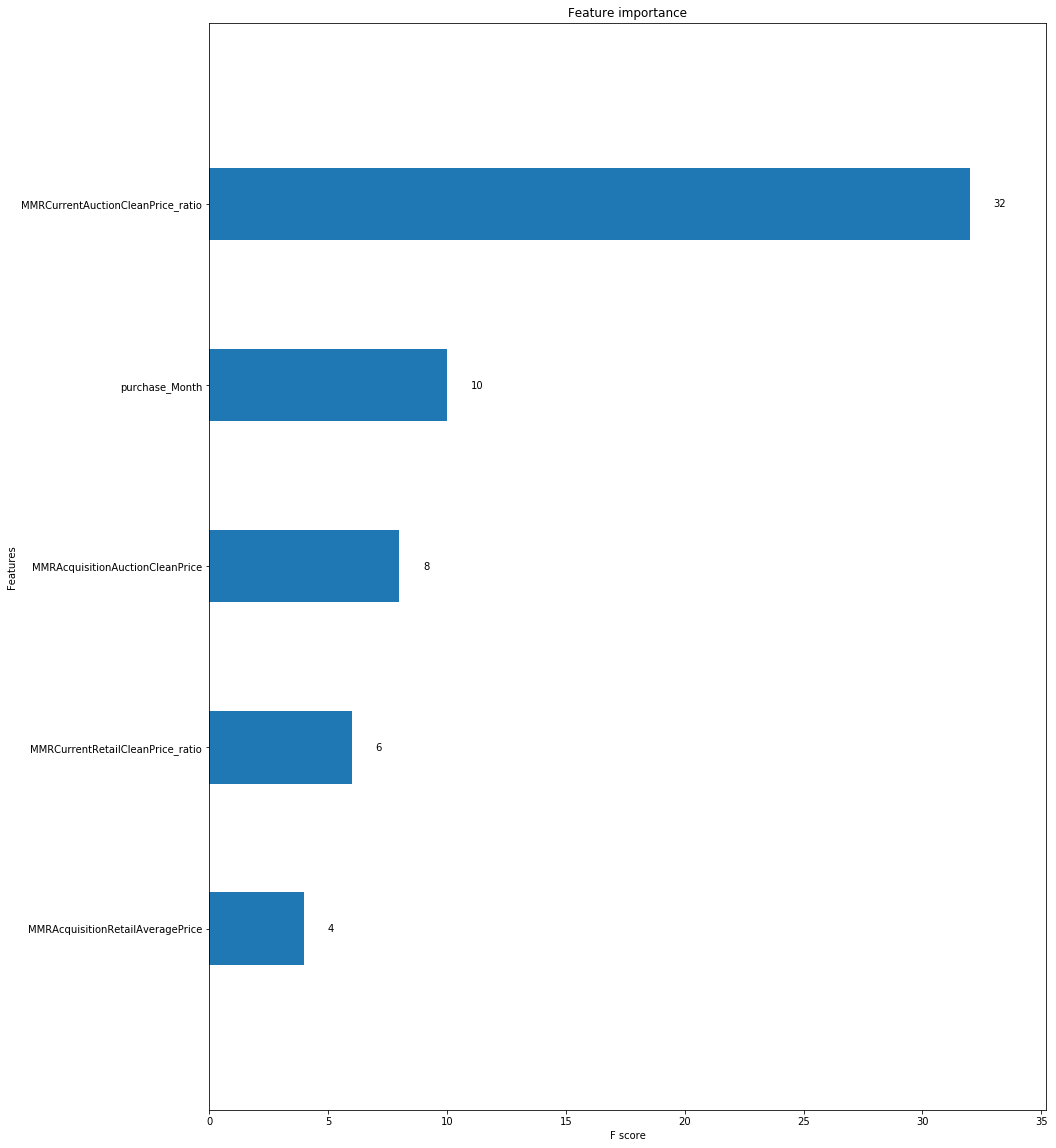 Feature importance
MMRCurrentAuctionCleanPrice_ratio
32
purchase_Month
10
Features
MMRAcquisitionAuctionCleanPrice
8
MMRCurrentRetailCleanPrice_ratio
6
MMRAcquisitionRetailAveragePrice
4
0 5 10 15 20 25 30 35
F score